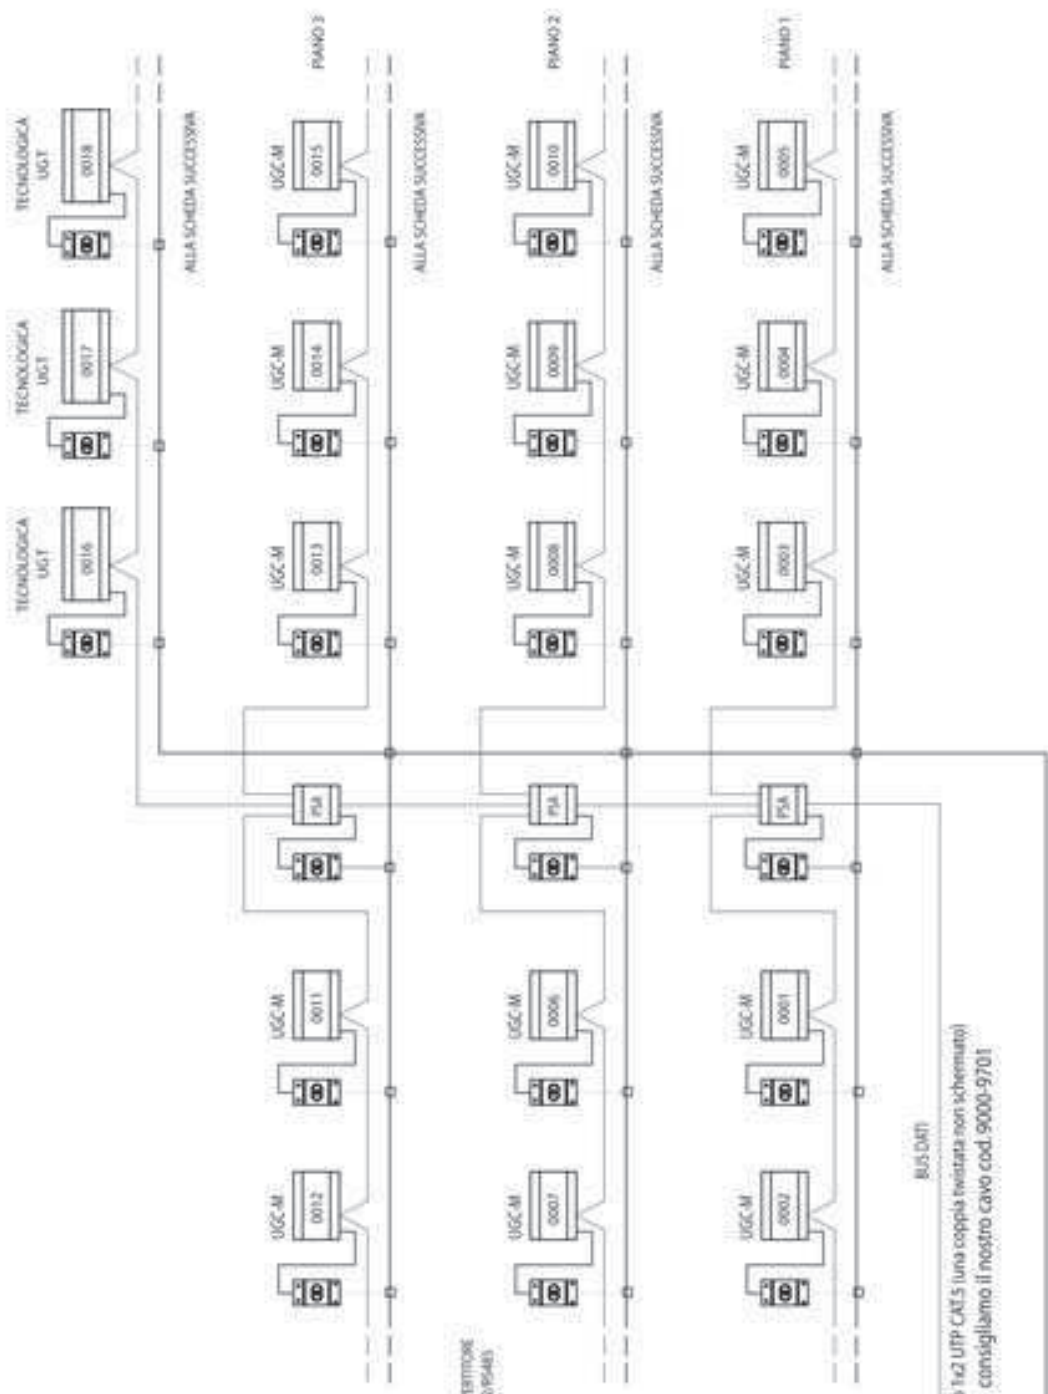 TECNOLOGICA
UGT
0016
TECNOLOGICA
UGT
0017
TECNOLOGICA
UGT
0018
ALLA SCHEDA SUCCESSIVA
UGC-M
0012
UGC-M
0011
PSA
UGC-M
0013
UGC-M
0014
UGC-M
0015
PIANO 3
ALLA SCHEDA SUCCESSIVA
UGC-M
0007
UGC-M
0006
PSA
UGC-M
0008
UGC-M
0009
UGC-M
0010
PIANO 2
ALLA SCHEDA SUCCESSIVA
UGC-M
0002
UGC-M
0001
PSA
UGC-M
0003
UGC-M
0004
UGC-M
0005
PIANO 1
ALLA SCHEDA SUCCESSIVA
BUS DATI
1x2 UTP CAT.5 (una coppia twistata non schermato)
consigliamo il nostro cavo cod. 9000-9701